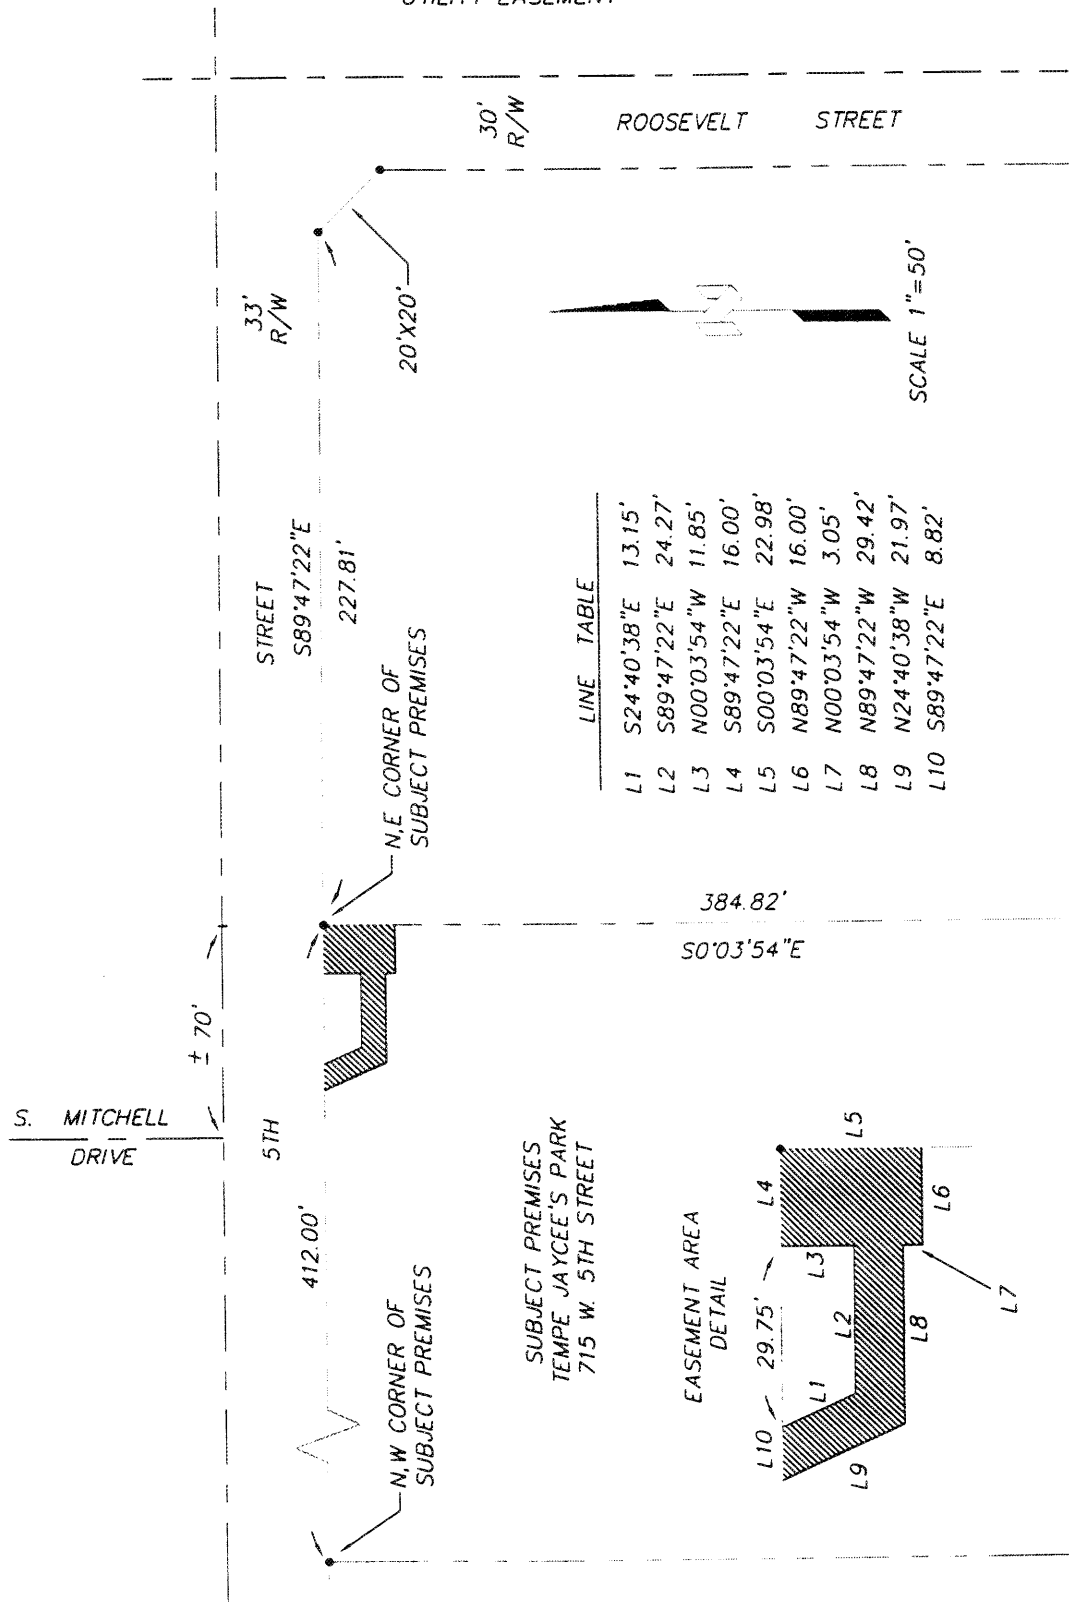 UTILITY EASEMENT
S. MITCHELL
DRIVE
± 70'
5TH
STREET
33'
R/W
30'
R/W
ROOSEVELT STREET
412.00'
S89°47'22"E
227.81'
20'X20'
N.W CORNER OF
SUBJECT PREMISES
N.E CORNER OF
SUBJECT PREMISES
384.82'
S0°03'54"E
SUBJECT PREMISES
TEMPE JAYCEE'S PARK
715 W. 5TH STREET
N
SCALE 1"=50'
EASEMENT AREA
DETAIL
29.75'
L10
L1
L2
L3
L4
L5
L6
L7
L8
L9
LINE TABLE
L1 S24°40'38"E 13.15'
L2 S89°47'22"E 24.27'
L3 N00°03'54"W 11.85'
L4 S89°47'22"E 16.00'
L5 S00°03'54"E 22.98'
L6 N89°47'22"W 16.00'
L7 N00°03'54"W 3.05'
L8 N89°47'22"W 29.42'
L9 N24°40'38"W 21.97'
L10 S89°47'22"E 8.82'